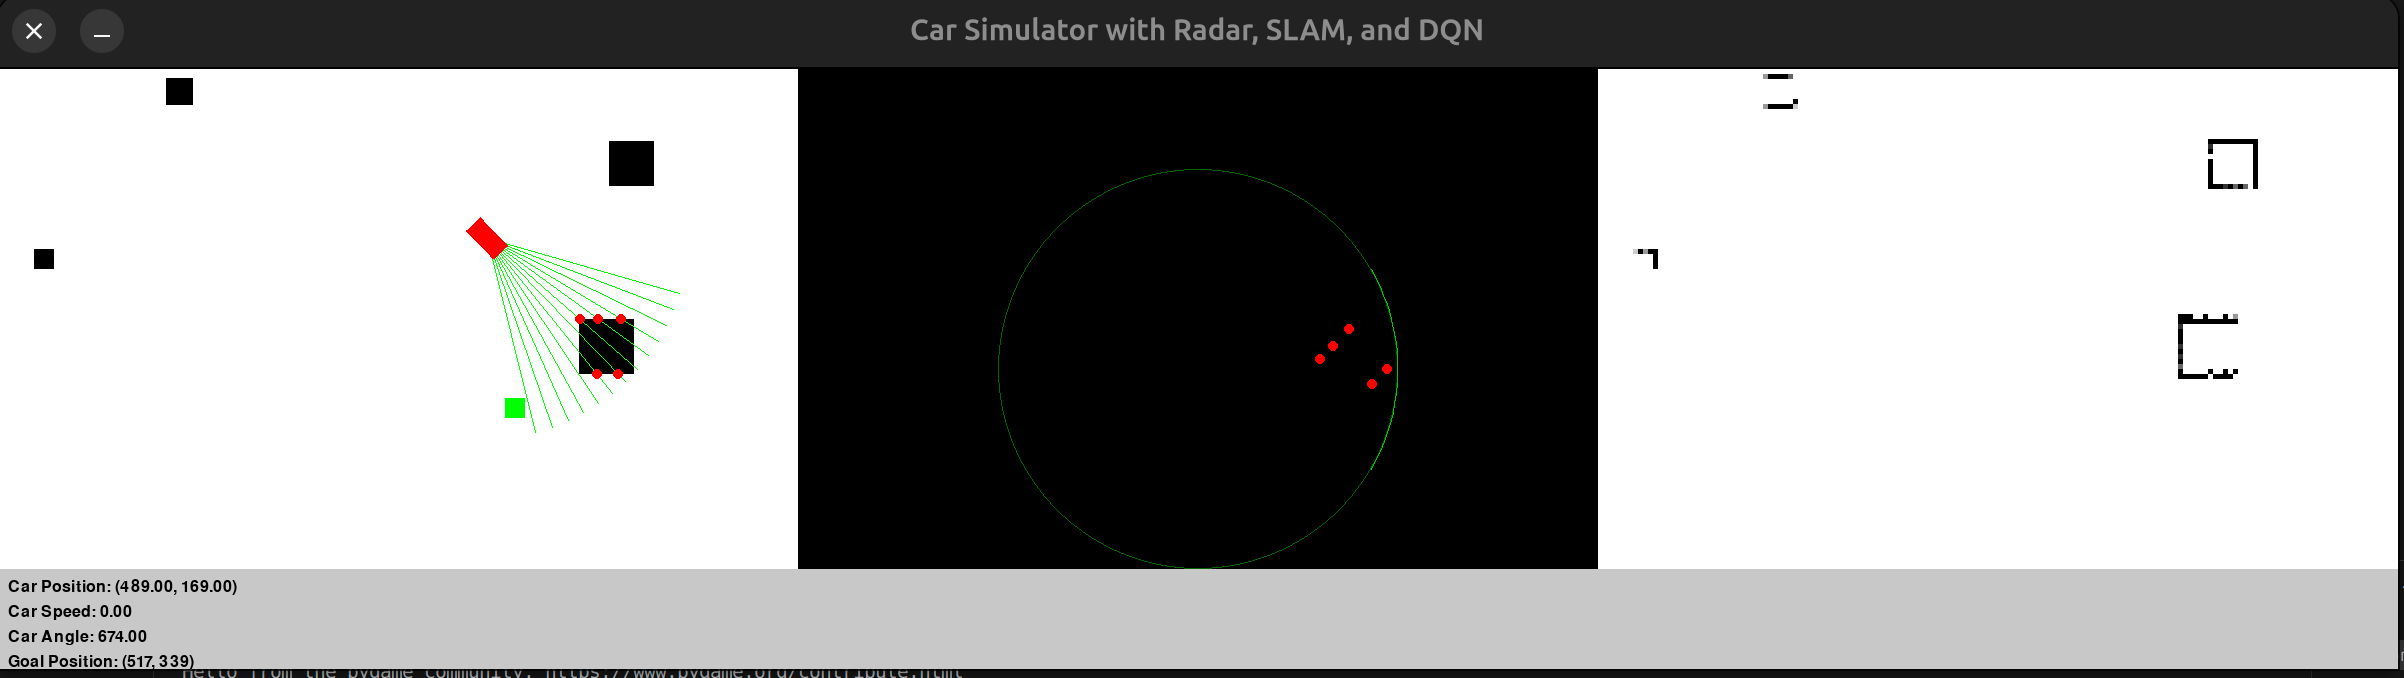 Car Simulator with Radar, SLAM, and DQN
Car Position: (489.00, 169.00)
Car Speed: 0.00
Car Angle: 674.00
Goal Position: (517, 339)
Hello from the pygame community. https://www.pygame.org/contribute.html